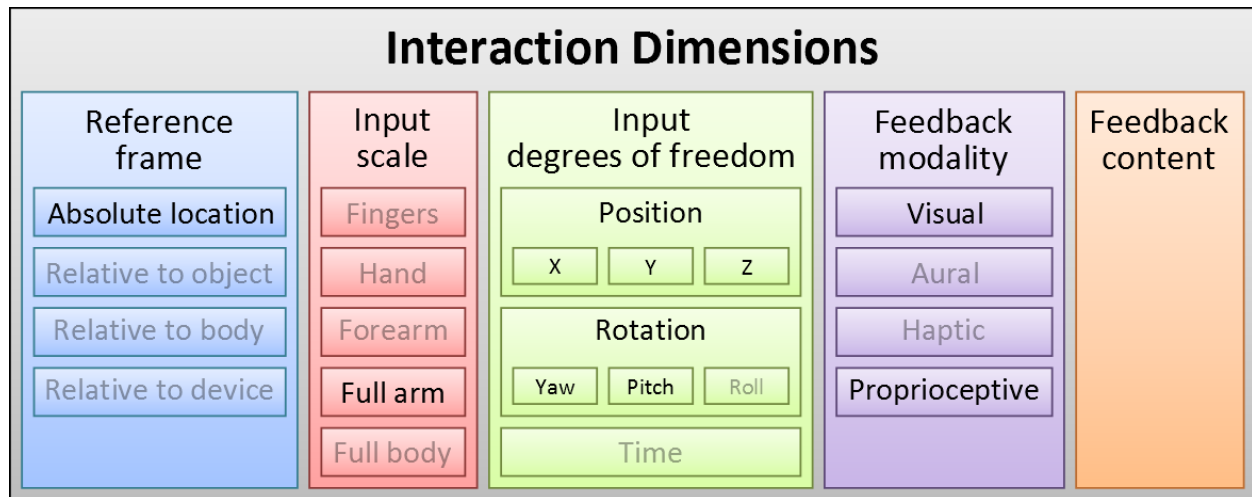 Interaction Dimensions
Reference
frame
Absolute location
Relative to object
Relative to body
Relative to device
Input
scale
Fingers
Hand
Forearm
Full arm
Full body
Input
degrees of freedom
Position
X Y Z
Rotation
Yaw Pitch Roll
Time
Feedback
modality
Visual
Aural
Haptic
Proprioceptive
Feedback
content